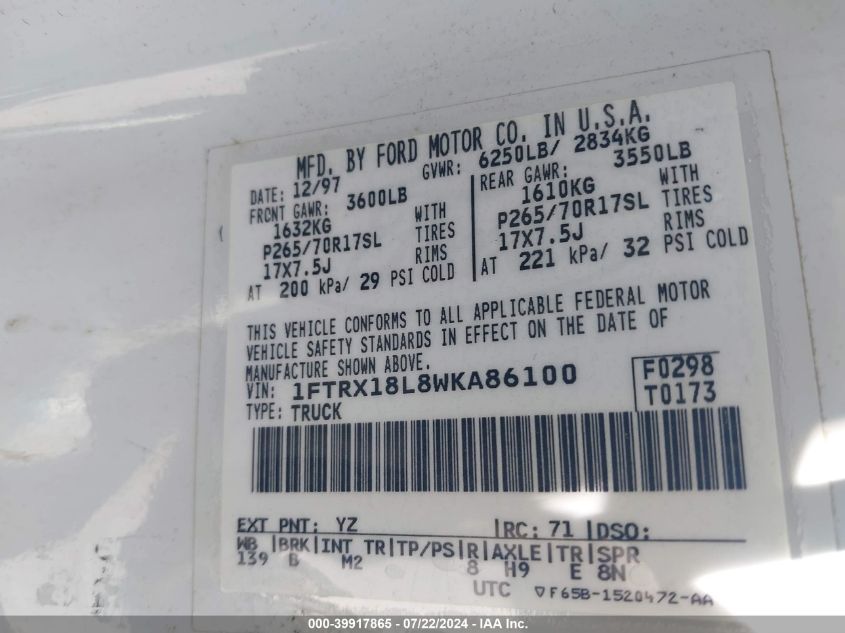 MFD. BY FORD MOTOR CO. IN U.S.A.
DATE: 12/97 GVWR: 6250LB/ 2834KG
FRONT GAWR: 3600LB REAR GAWR: 3550LB
1632KG WITH 1610KG WITH
P265/70R17SL TIRES P265/70R17SL TIRES
17X7.5J RIMS 17X7.5J RIMS
AT 200 kPa/ 29 PSI COLD AT 221 kPa/ 32 PSI COLD
THIS VEHICLE CONFORMS TO ALL APPLICABLE FEDERAL MOTOR
VEHICLE SAFETY STANDARDS IN EFFECT ON THE DATE OF
MANUFACTURE SHOWN ABOVE.
VIN: 1FTRX18L8WKA86100 F0298
TYPE: TRUCK T0173
EXT PNT: YZ |RC: 71 |DSO:
WB |BRK|INT TR|TP/PS|R|AXLE|TR|SPR
139 B M2 8 H9 E 8N
UTC ▽F65B-1520472-AA
000-39917865 - 07/22/2024 - IAAI.COM